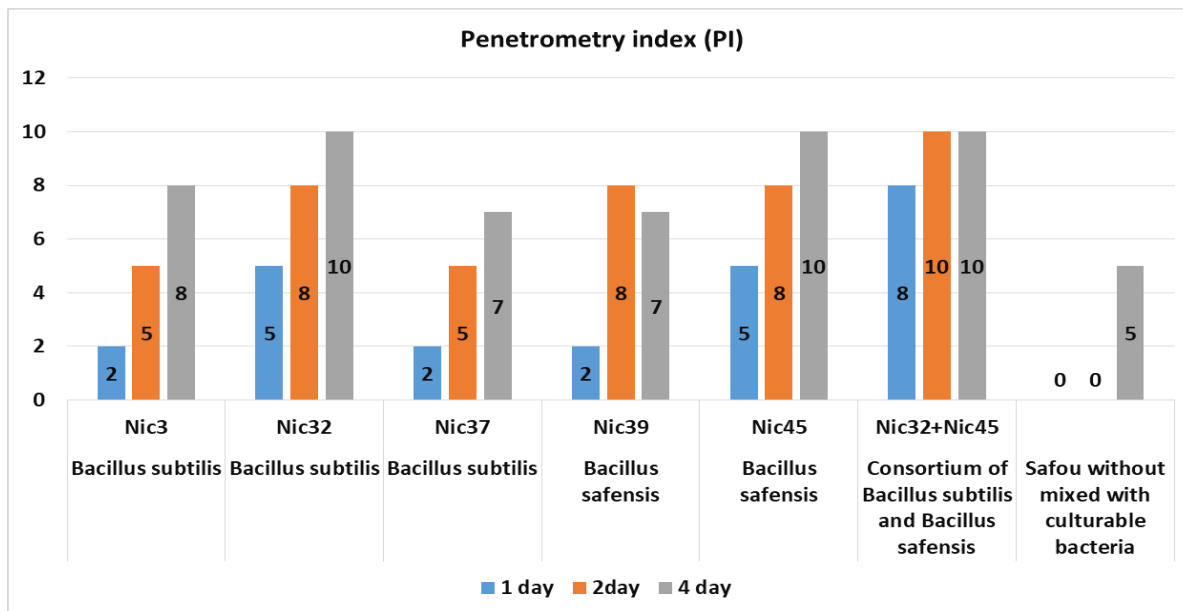 Penetrometry index (PI)
12
10
8
6
4
2
0
2 5 8 5 8 10 2 5 7 2 8 7 5 8 10 8 10 10 0 0 5
Nic3 Nic32 Nic37 Nic39 Nic45 Nic32+Nic45
Bacillus subtilis Bacillus subtilis Bacillus subtilis Bacillus Bacillus Consortium of Safou without
safensis safensis Bacillus subtilis mixed with
and Bacillus culturable
safensis bacteria
1 day 2day 4 day